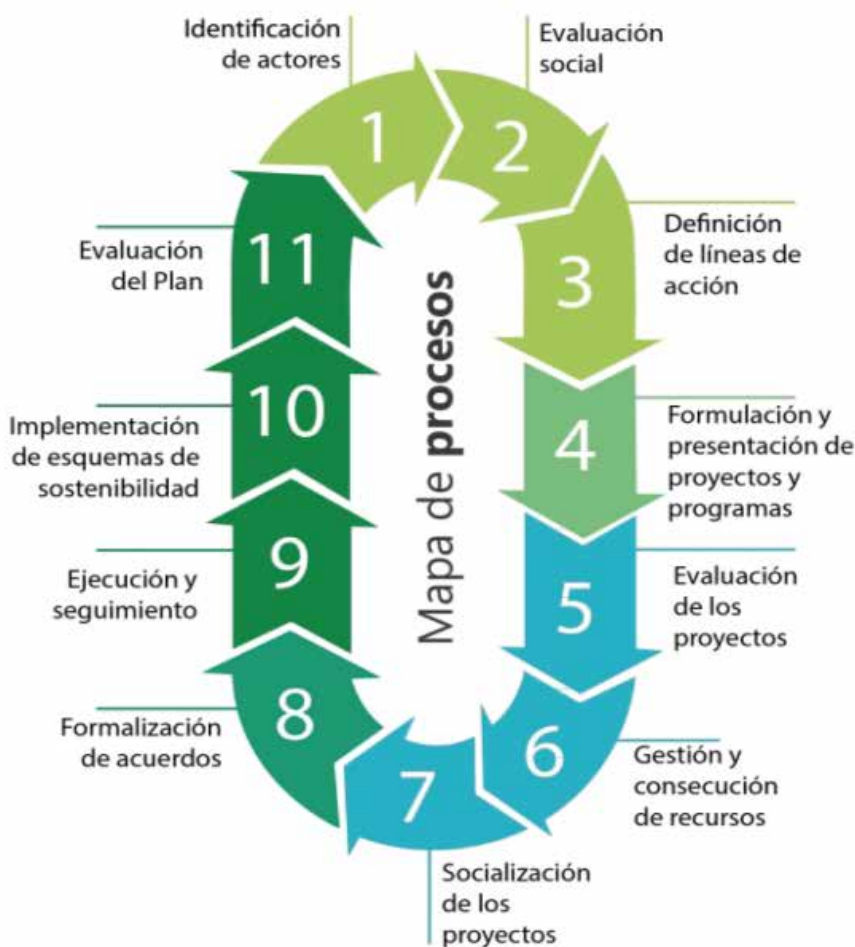 Identificación
de actores
1
Evaluación
social
2
Definición
de líneas de
acción
3
Formulación y
presentación de
proyectos y
programas
4
Evaluación
de los
proyectos
5
Gestión y
consecución
de recursos
6
Socialización
de los
proyectos
7
Formalización
de acuerdos
8
Ejecución y
seguimiento
9
Implementación
de esquemas de
sostenibilidad
10
Evaluación
del Plan
11
Mapa de procesos